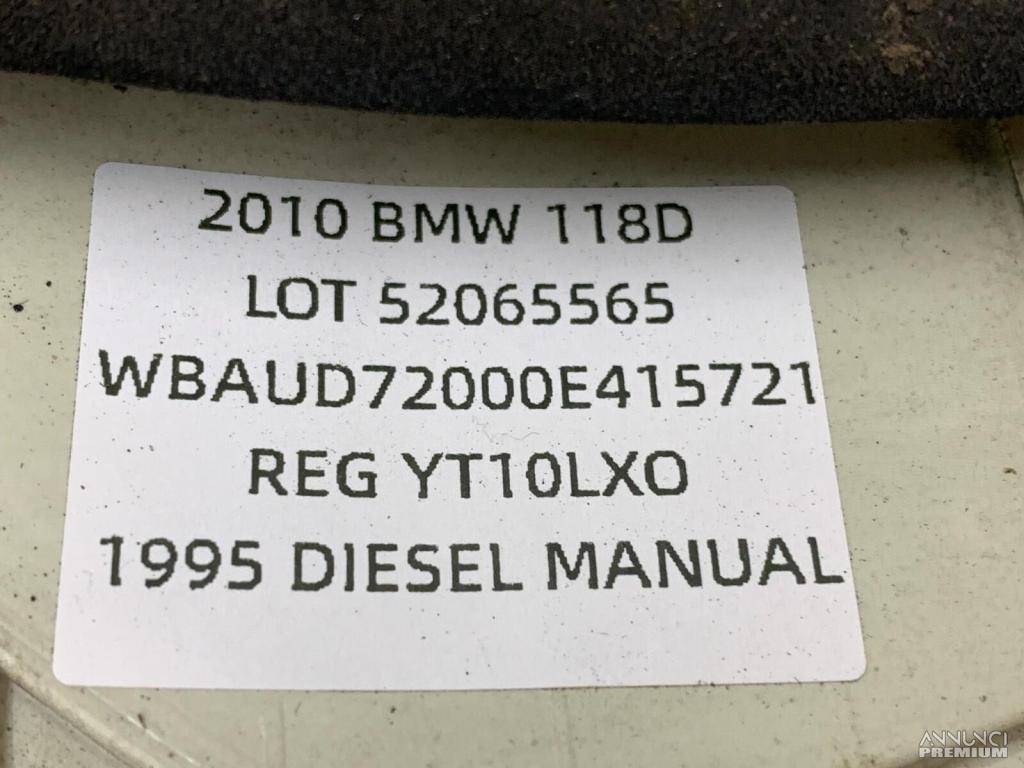 2010 BMW 118D
LOT 52065565
WBAUD72000E415721
REG YT10LXO
1995 DIESEL MANUAL
ANNUNCI
PREMIUM